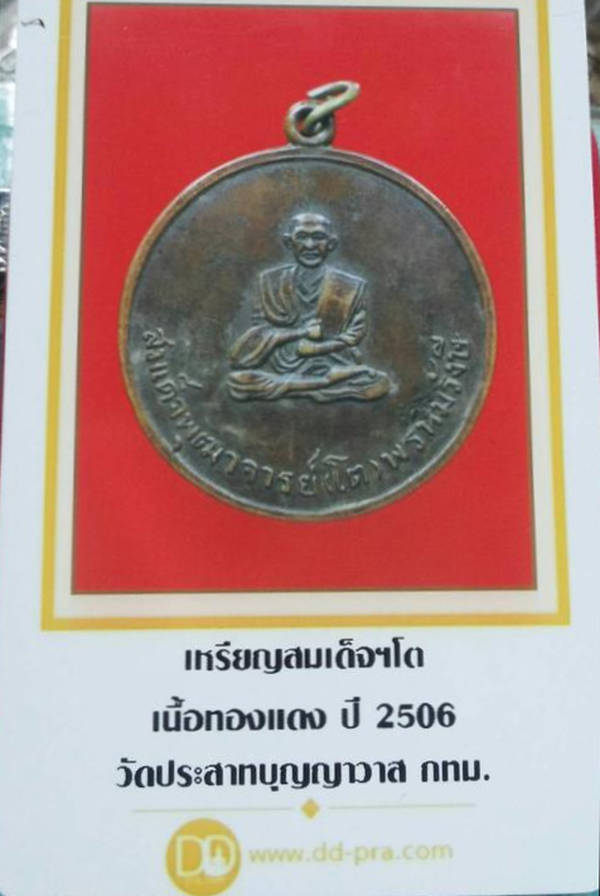 สมเด็จพุฒาจารย์(โต)พรหมรังสี
เหรียญสมเด็จฯโต
เนื้อทองแดง ปี 2506
วัดประสาทบุญญาวาส กทม.
DD www.dd-pra.com